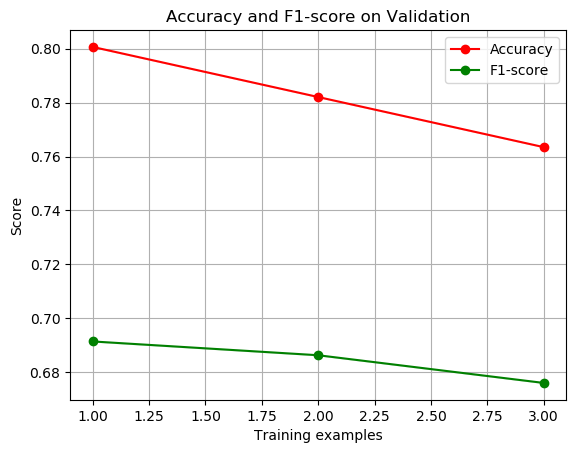 Accuracy and F1-score on Validation
Accuracy
F1-score
Score
0.80
0.78
0.76
0.74
0.72
0.70
0.68
1.00 1.25 1.50 1.75 2.00 2.25 2.50 2.75 3.00
Training examples